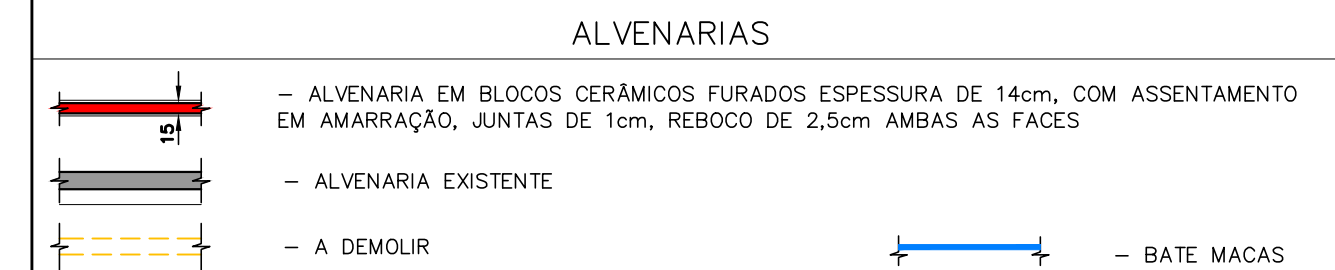 ALVENARIAS
15
– ALVENARIA EM BLOCOS CERÂMICOS FURADOS ESPESSURA DE 14cm, COM ASSENTAMENTO
EM AMARRAÇÃO, JUNTAS DE 1cm, REBOCO DE 2,5cm AMBAS AS FACES
– ALVENARIA EXISTENTE
– A DEMOLIR
– BATE MACAS